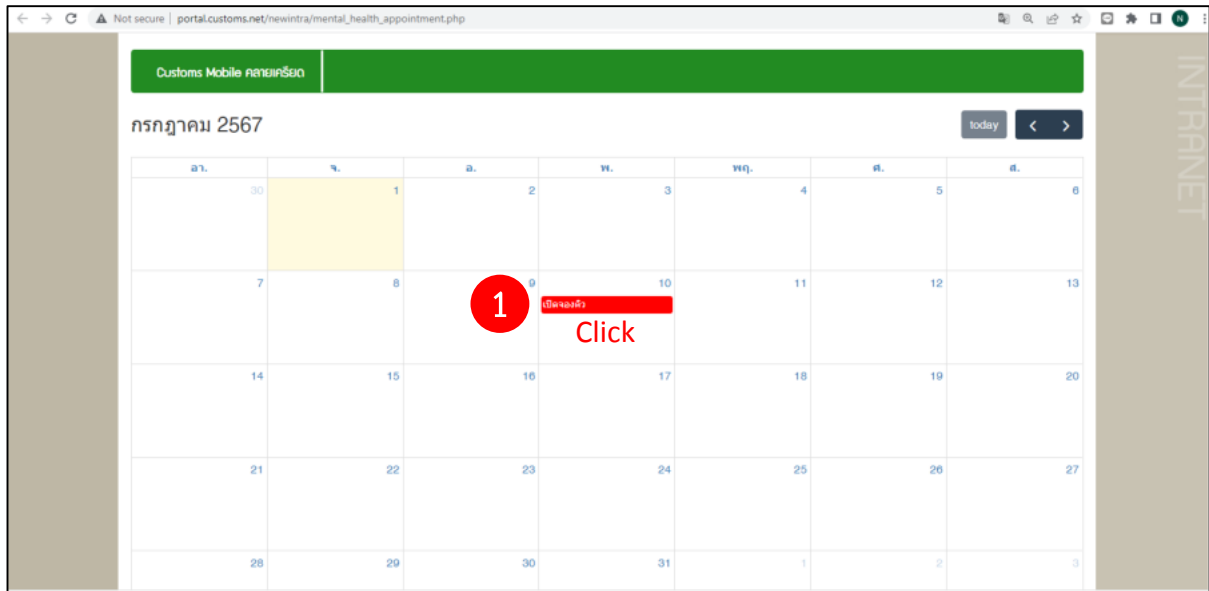 Not secure | portal.customs.net/newintra/mental_health_appointment.php
N
Customs Mobile คลายเครียด
INTRANET
กรกฎาคม 2567
today < >
อา. จ. อ. พ. พฤ. ศ. ส.
30 1 2 3 4 5 6
7 8 9 10 11 12 13
1 เปิดจองคิว
Click
14 15 16 17 18 19 20
21 22 23 24 25 26 27
28 29 30 31 1 2 3